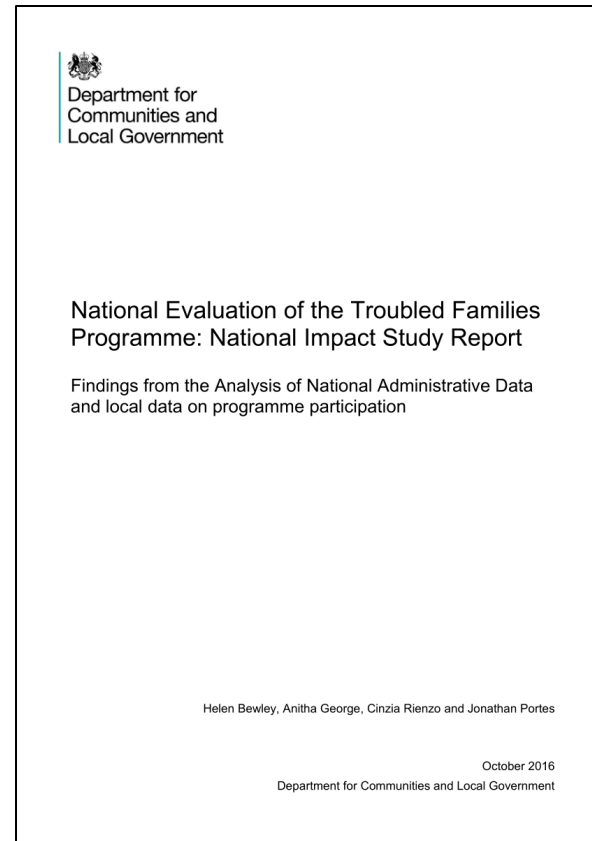 Department for
Communities and
Local Government
National Evaluation of the Troubled Families
Programme: National Impact Study Report
Findings from the Analysis of National Administrative Data
and local data on programme participation
Helen Bewley, Anitha George, Cinzia Rienzo and Jonathan Portes
October 2016
Department for Communities and Local Government